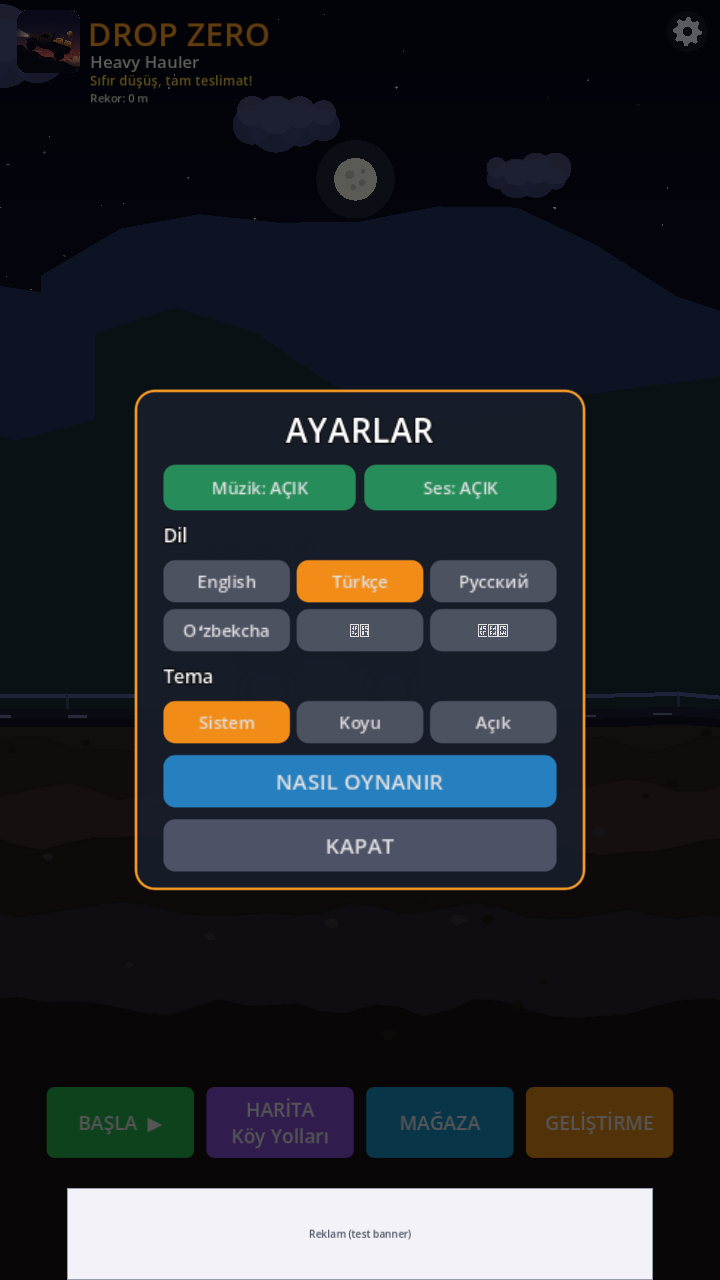 DROP ZERO
Heavy Hauler
Sıfır düşüş, tam teslimat!
Rekor: 0 m
AYARLAR
Müzik: AÇIK
Ses: AÇIK
Dil
English
Türkçe
Русский
Oʻzbekcha
Tema
Sistem
Koyu
Açık
NASIL OYNANIR
KAPAT
BAŞLA ▶
HARİTA
Köy Yolları
MAĞAZA
GELİŞTİRME
Reklam (test banner)